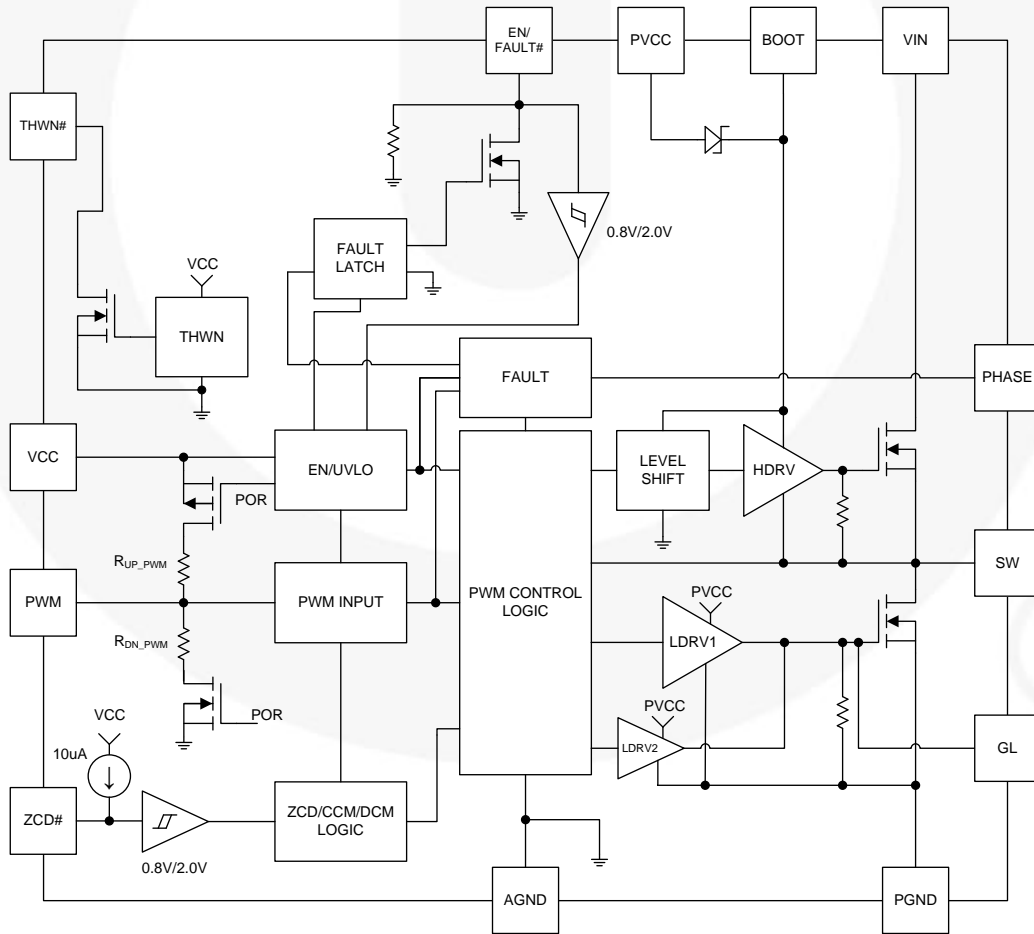 EN/
FAULT#
PVCC
BOOT
VIN
THWN#
0.8V/2.0V
FAULT
LATCH
VCC
THWN
FAULT
PHASE
VCC
EN/UVLO
POR
LEVEL
SHIFT
HDRV
RUP_PWM
SW
PWM
PWM INPUT
PWM CONTROL
LOGIC
PVCC
LDRV1
RDN_PWM
POR
VCC
PVCC
LDRV2
GL
10uA
ZCD#
ZCD/CCM/DCM
LOGIC
0.8V/2.0V
AGND
PGND